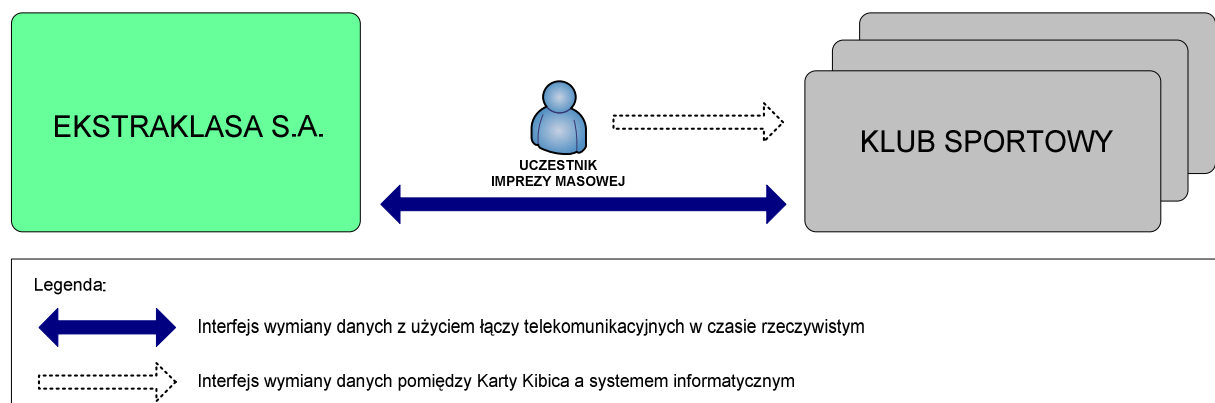 EKSTRAKLASA S.A.
UCZESTNIK
IMPREZY MASOWEJ
KLUB SPORTOWY
Legenda:
Interfejs wymiany danych z użyciem łączy telekomunikacyjnych w czasie rzeczywistym
Interfejs wymiany danych pomiędzy Karty Kibica a systemem informatycznym